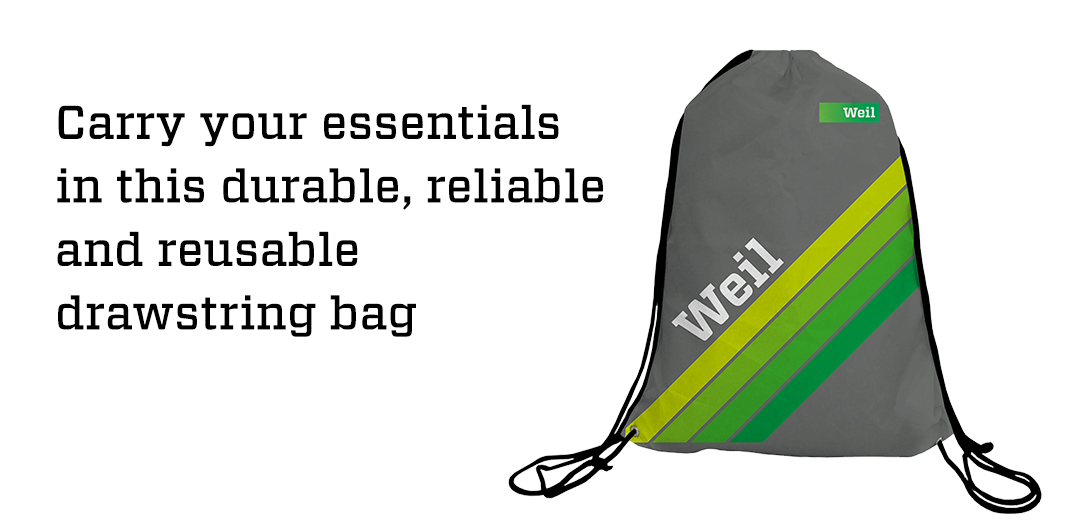 Carry your essentials
in this durable, reliable
and reusable
drawstring bag
Weil
Weil